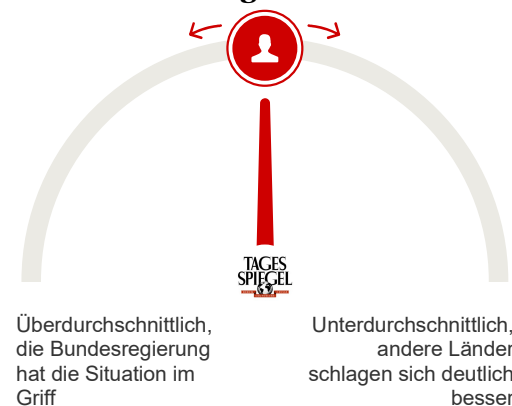 TAGES
SPIEGEL
Überdurchschnittlich,
die Bundesregierung
hat die Situation im
Griff
Unterdurchschnittlich,
andere Länder
schlagen sich deutlich
besser